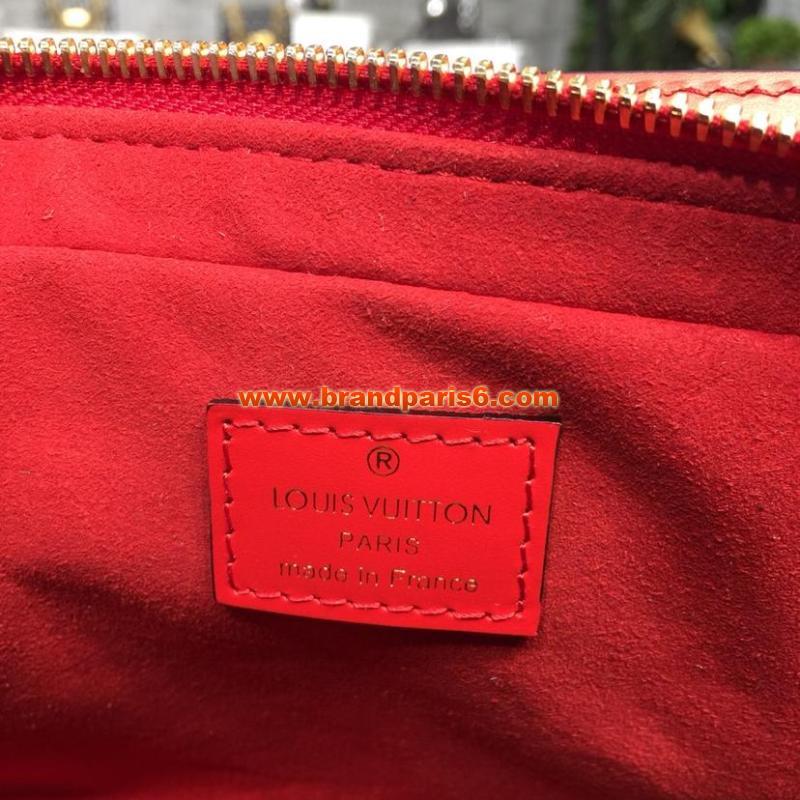 www.brandparis6.com
®
LOUIS VUITTON
PARIS
made in France